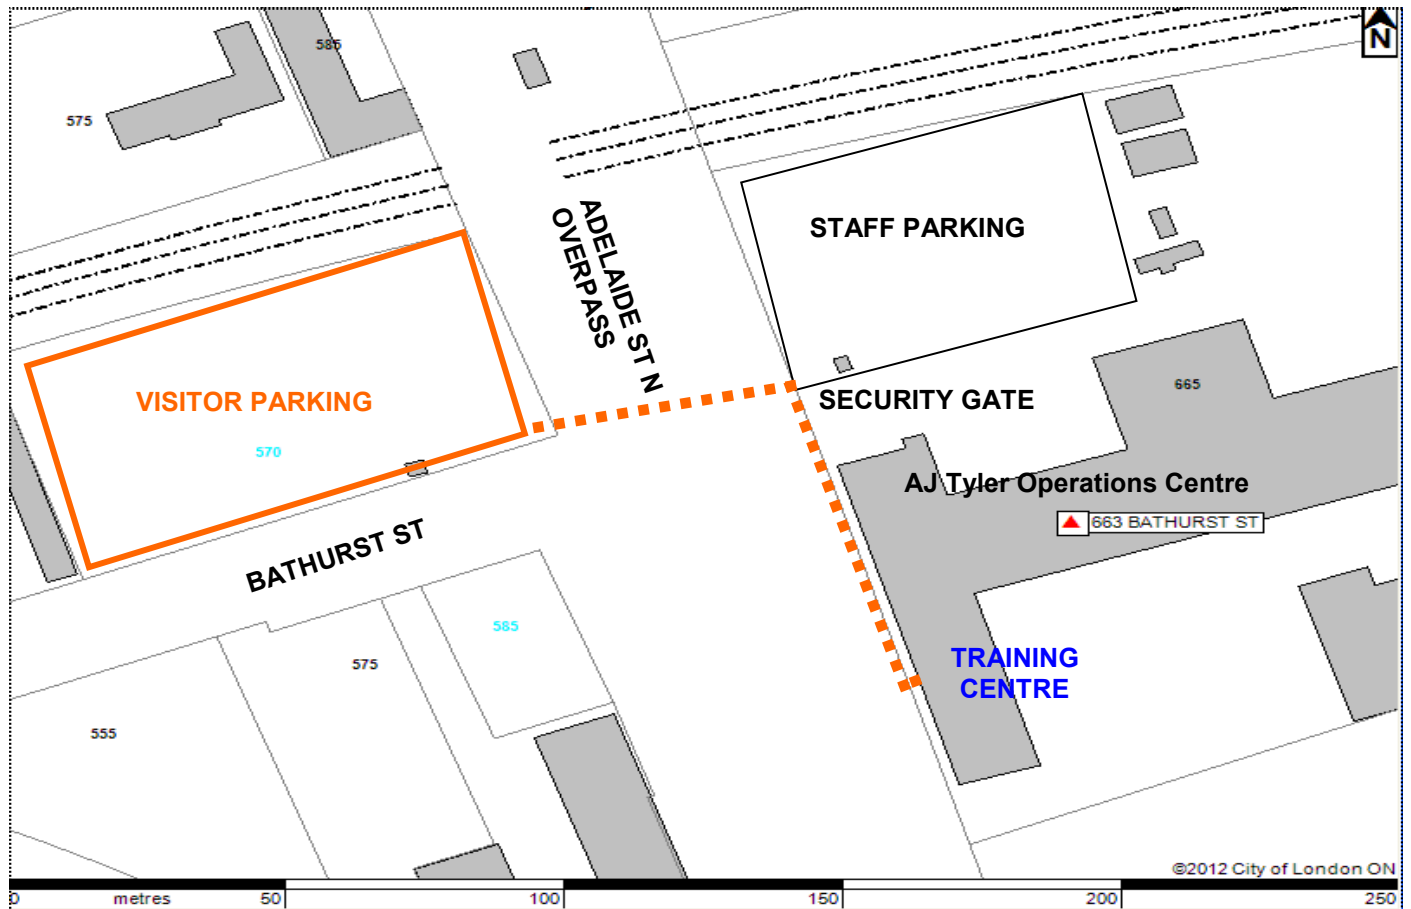 585
N
575
STAFF PARKING
ADELAIDE ST N
OVERPASS
VISITOR PARKING
570
SECURITY GATE
665
AJ Tyler Operations Centre
663 BATHURST ST
BATHURST ST
585
575
TRAINING
CENTRE
555
©2012 City of London ON
0 metres 50 100 150 200 250